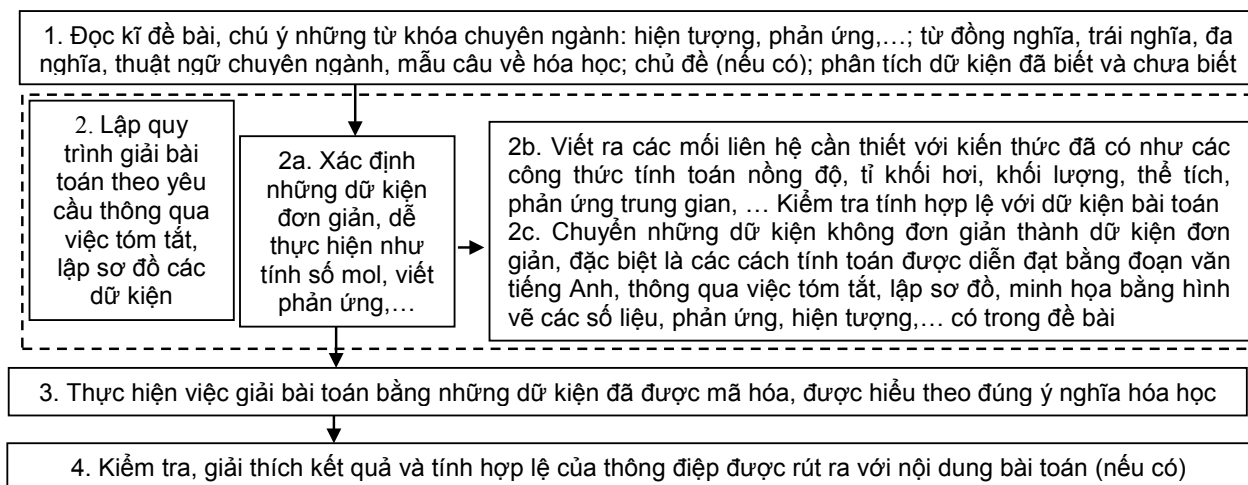 1. Đọc kĩ đề bài, chú ý những từ khóa chuyên ngành: hiện tượng, phản ứng,…; từ đồng nghĩa, trái nghĩa, đa
nghĩa, thuật ngữ chuyên ngành, mẫu câu về hóa học; chủ đề (nếu có); phân tích dữ kiện đã biết và chưa biết
2. Lập quy
trình giải bài
toán theo yêu
cầu thông qua
việc tóm tắt,
lập sơ đồ các
dữ kiện
2a. Xác định
những dữ kiện
đơn giản, dễ
thực hiện như
tính số mol, viết
phản ứng,…
2b. Viết ra các mối liên hệ cần thiết với kiến thức đã có như các
công thức tính toán nồng độ, tỉ khối hơi, khối lượng, thể tích,
phản ứng trung gian, … Kiểm tra tính hợp lệ với dữ kiện bài toán
2c. Chuyển những dữ kiện không đơn giản thành dữ kiện đơn
giản, đặc biệt là các cách tính toán được diễn đạt bằng đoạn văn
tiếng Anh, thông qua việc tóm tắt, lập sơ đồ, minh họa bằng hình
vẽ các số liệu, phản ứng, hiện tượng,… có trong đề bài
3. Thực hiện việc giải bài toán bằng những dữ kiện đã được mã hóa, được hiểu theo đúng ý nghĩa hóa học
4. Kiểm tra, giải thích kết quả và tính hợp lệ của thông điệp được rút ra với nội dung bài toán (nếu có)